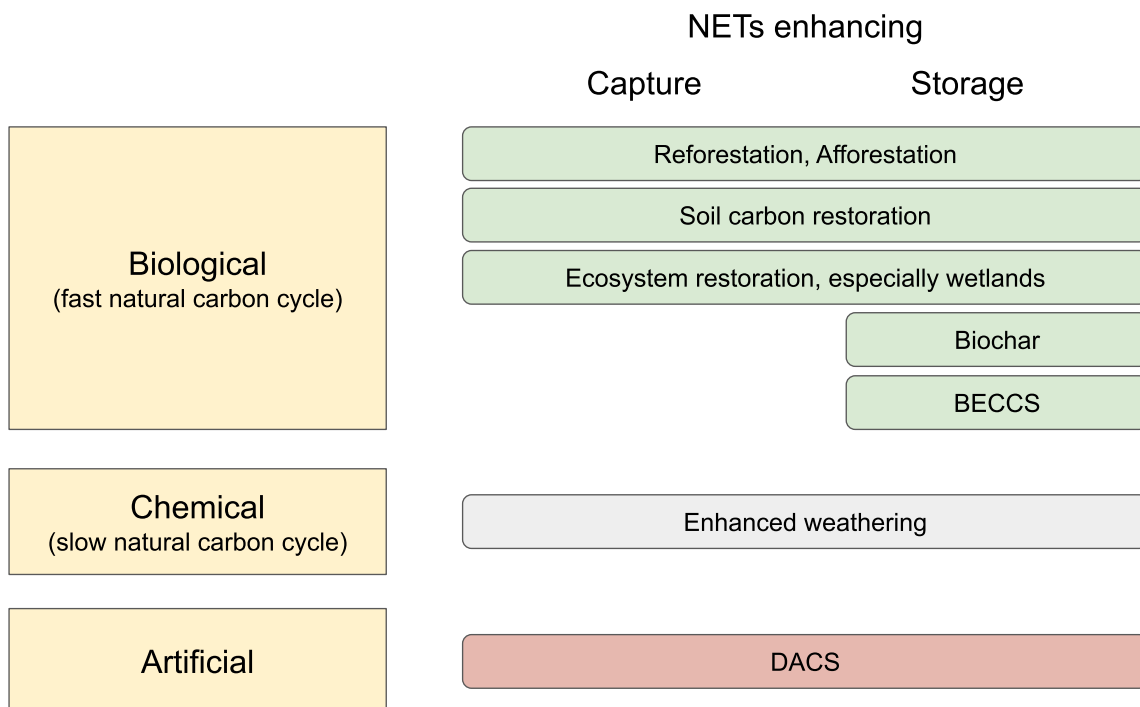 NETs enhancing
Capture Storage
Reforestation, Afforestation
Soil carbon restoration
Biological
(fast natural carbon cycle)
Ecosystem restoration, especially wetlands
Biochar
BECCS
Chemical
(slow natural carbon cycle)
Enhanced weathering
Artificial
DACS